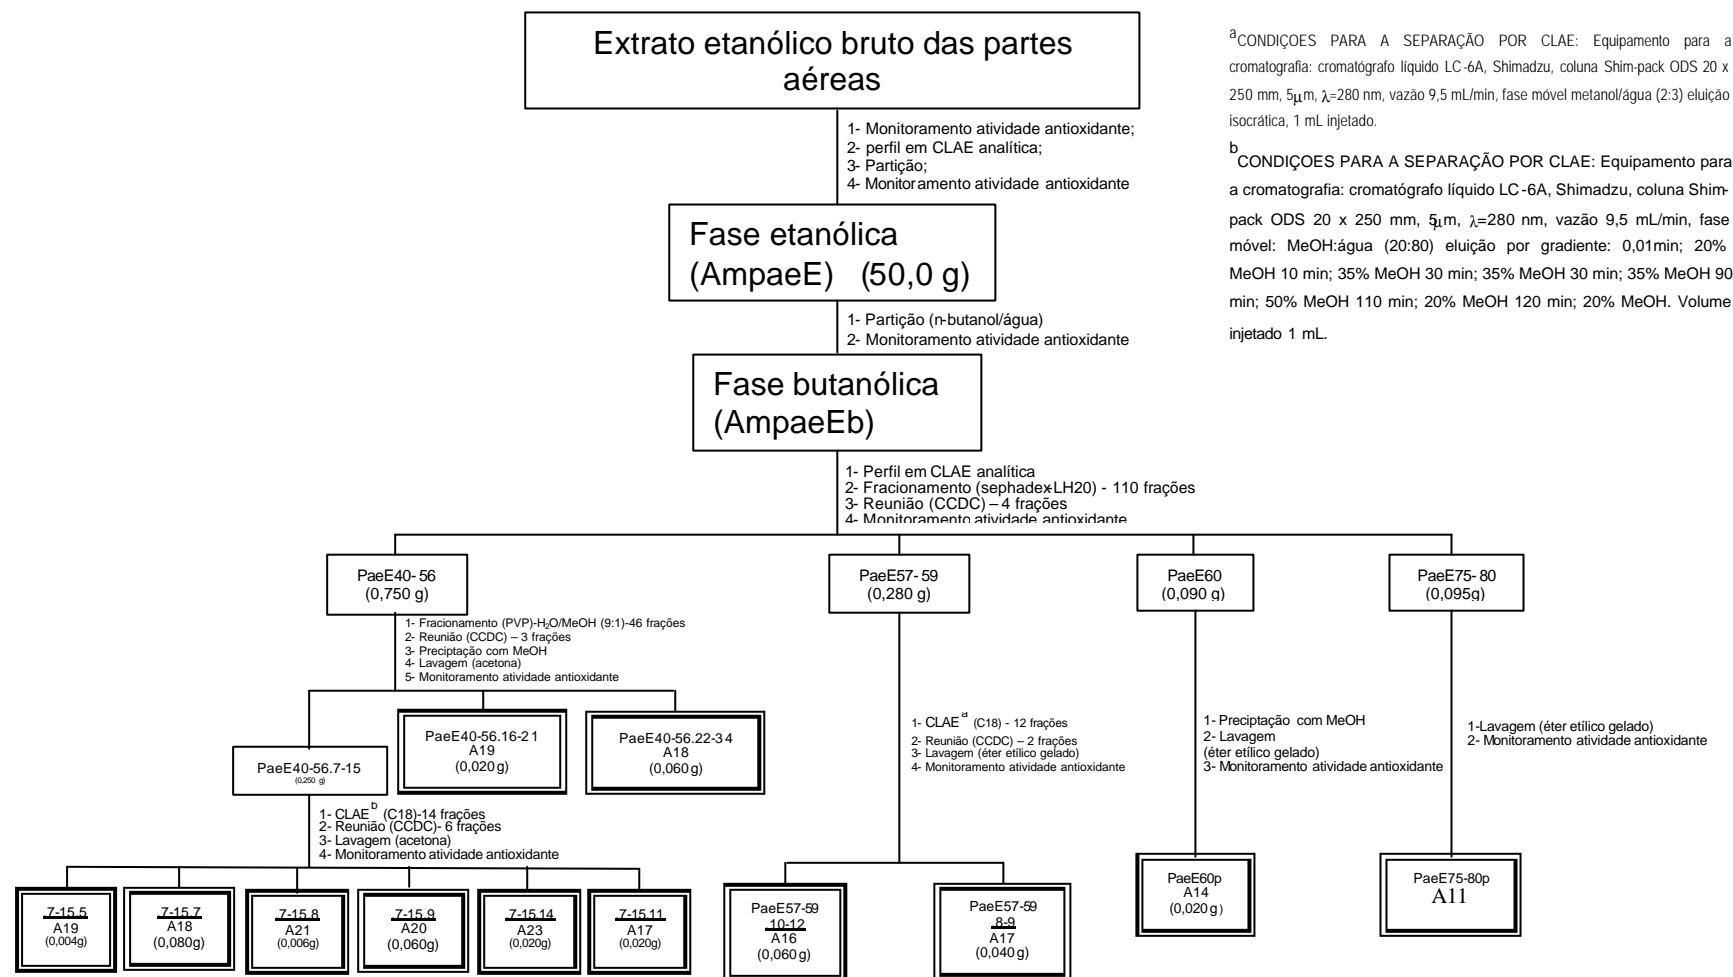 Extrato etanólico bruto das partes
aéreas
1- Monitoramento atividade antioxidante;
2- perfil em CLAE analítica;
3- Partição;
4- Monitoramento atividade antioxidante
Fase etanólica
(AmpaeE) (50,0 g)
1- Partição (n-butanol/água)
2- Monitoramento atividade antioxidante
Fase butanólica
(AmpaeEb)
1- Perfil em CLAE analítica
2- Fracionamento (sephadex-LH20) - 110 frações
3- Reunião (CCDC) – 4 frações
4- Monitoramento atividade antioxidante
aCONDIÇOES PARA A SEPARAÇÃO POR CLAE: Equipamento para a
cromatografia: cromatógrafo líquido LC-6A, Shimadzu, coluna Shim-pack ODS 20 x
250 mm, 5μm, λ=280 nm, vazão 9,5 mL/min, fase móvel metanol/água (2:3) eluição
isocrática, 1 mL injetado.
bCONDIÇOES PARA A SEPARAÇÃO POR CLAE: Equipamento para
a cromatografia: cromatógrafo líquido LC-6A, Shimadzu, coluna Shim-
pack ODS 20 x 250 mm, 5μm, λ=280 nm, vazão 9,5 mL/min, fase
móvel: MeOH:água (20:80) eluição por gradiente: 0,01min; 20%
MeOH 10 min; 35% MeOH 30 min; 35% MeOH 30 min; 35% MeOH 90
min; 50% MeOH 110 min; 20% MeOH 120 min; 20% MeOH. Volume
injetado 1 mL.
PaeE40-56
(0,750 g)
PaeE57-59
(0,280 g)
PaeE60
(0,090 g)
PaeE75-80
(0,095g)
1- Fracionamento (PVP)-H2O/MeOH (9:1)-46 frações
2- Reunião (CCDC) – 3 frações
3- Preciptação com MeOH
4- Lavagem (acetona)
5- Monitoramento atividade antioxidante
PaeE40-56.7-15
(0,250 g)
PaeE40-56.16-21
A19
(0,020g)
PaeE40-56.22-34
A18
(0,060g)
1- CLAEa (C18) - 12 frações
2- Reunião (CCDC) – 2 frações
3- Lavagem (éter etílico gelado)
4- Monitoramento atividade antioxidante
1- Preciptação com MeOH
2- Lavagem
(éter etílico gelado)
3- Monitoramento atividade antioxidante
1-Lavagem (éter etílico gelado)
2- Monitoramento atividade antioxidante
1- CLAEb (C18)-14 frações
2- Reunião (CCDC)- 6 frações
3- Lavagem (acetona)
4- Monitoramento atividade antioxidante
7-15.5
A19
(0,004g)
7-15.7
A18
(0,080g)
7-15.8
A21
(0,006g)
7-15.9
A20
(0,060g)
7-15.14
A23
(0,020g)
7-15.11
A17
(0,020g)
PaeE57-59
10-12
A16
(0,060g)
PaeE57-59
8-9
A17
(0,040g)
PaeE60p
A14
(0,020g)
PaeE75-80p
A11